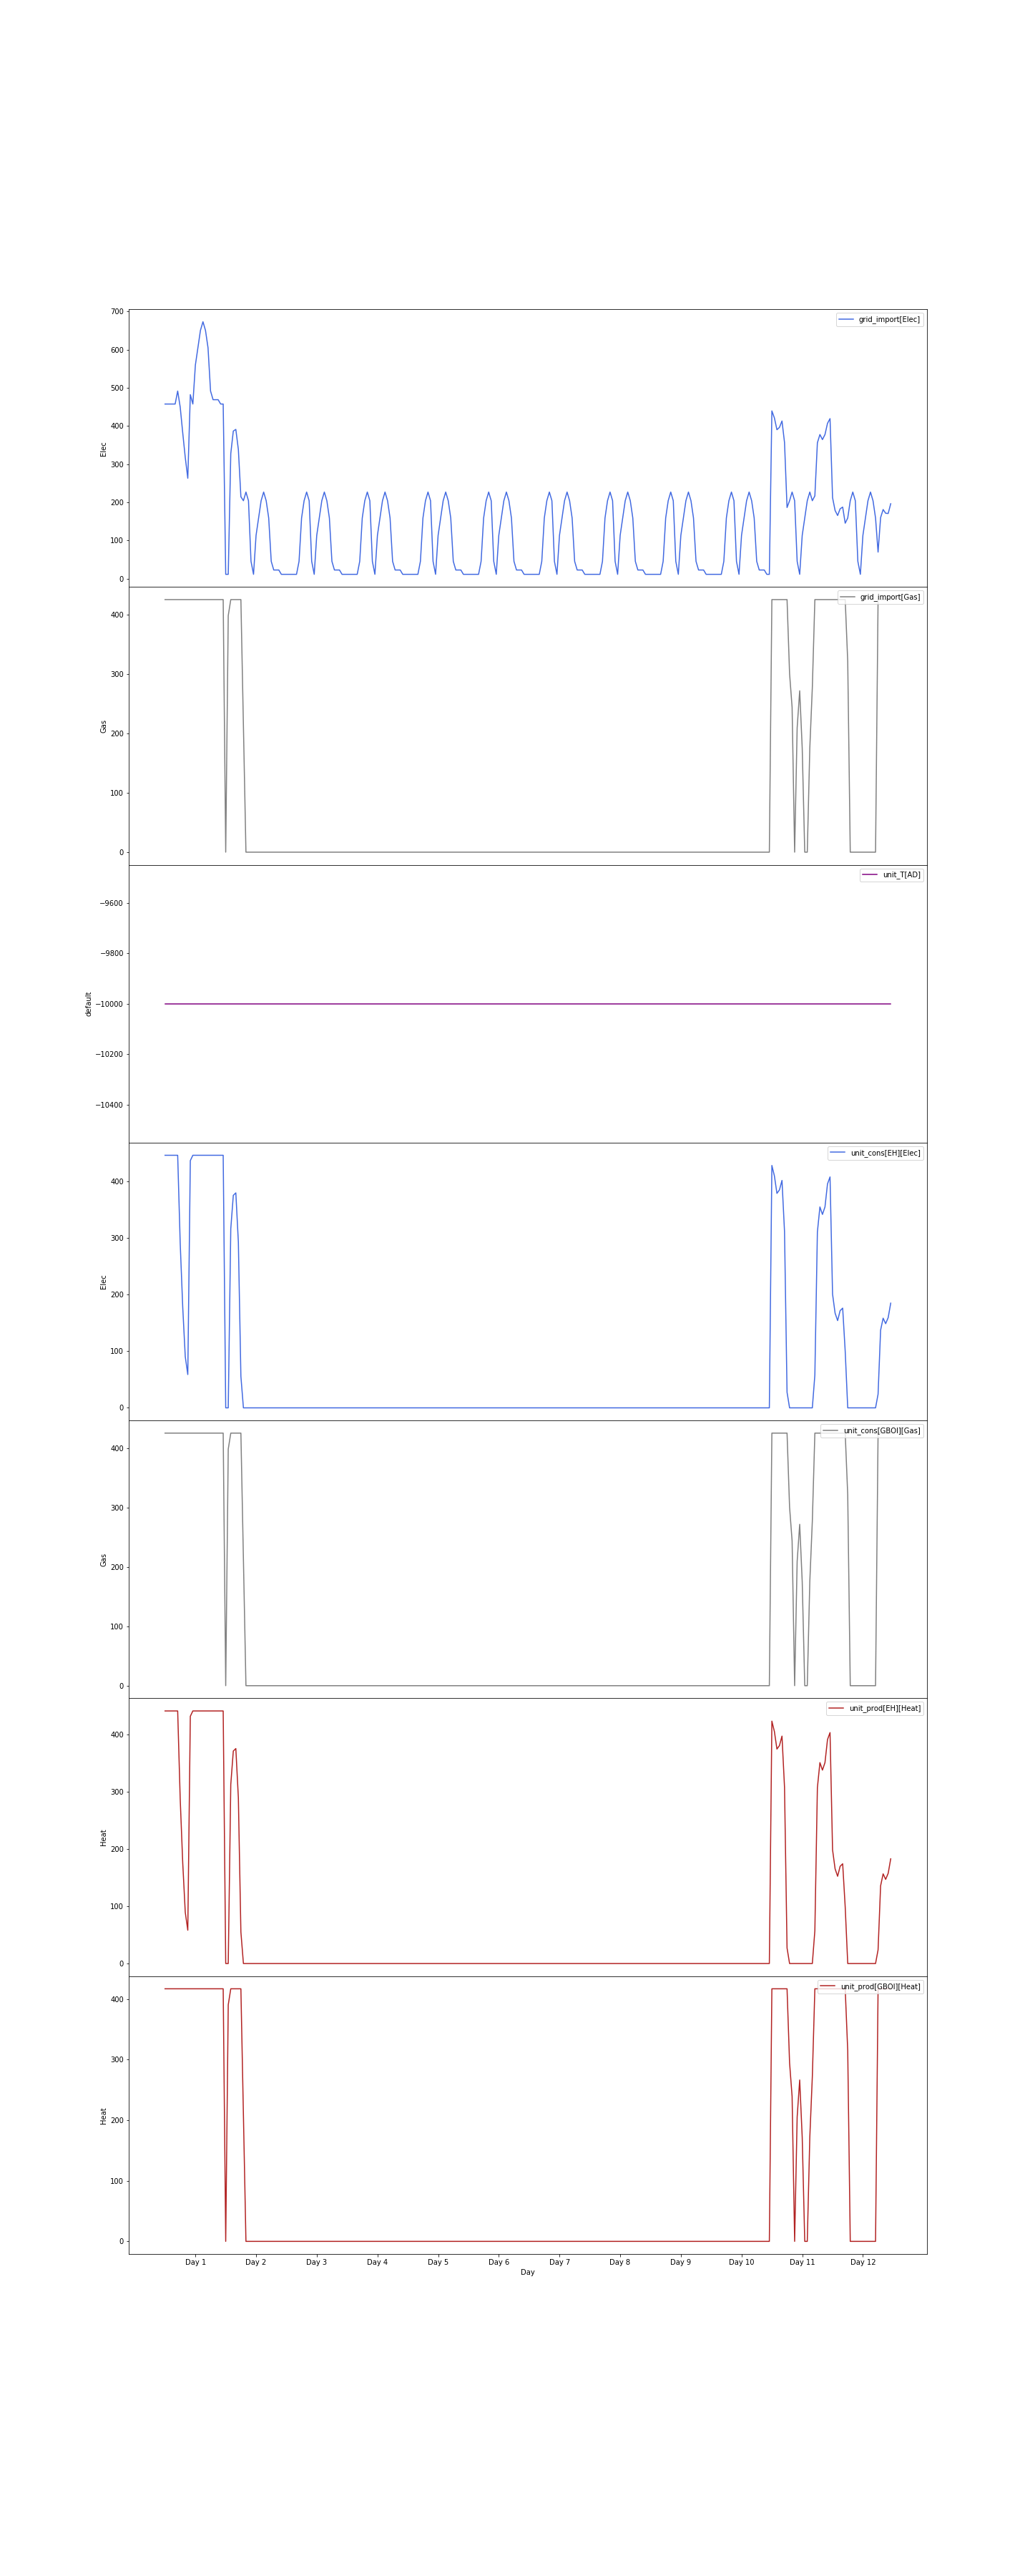 700
600
500
400
300
200
100
0
Elec
grid_import[Elec]
400
300
200
100
0
Gas
grid_import[Gas]
−9600
−9800
−10000
−10200
−10400
default
unit_T[AD]
400
300
200
100
0
Elec
unit_cons[EH][Elec]
400
300
200
100
0
Gas
unit_cons[GBOI][Gas]
400
300
200
100
0
Heat
unit_prod[EH][Heat]
400
300
200
100
0
Heat
unit_prod[GBOI][Heat]
Day 1 Day 2 Day 3 Day 4 Day 5 Day 6 Day 7 Day 8 Day 9 Day 10 Day 11 Day 12
Day